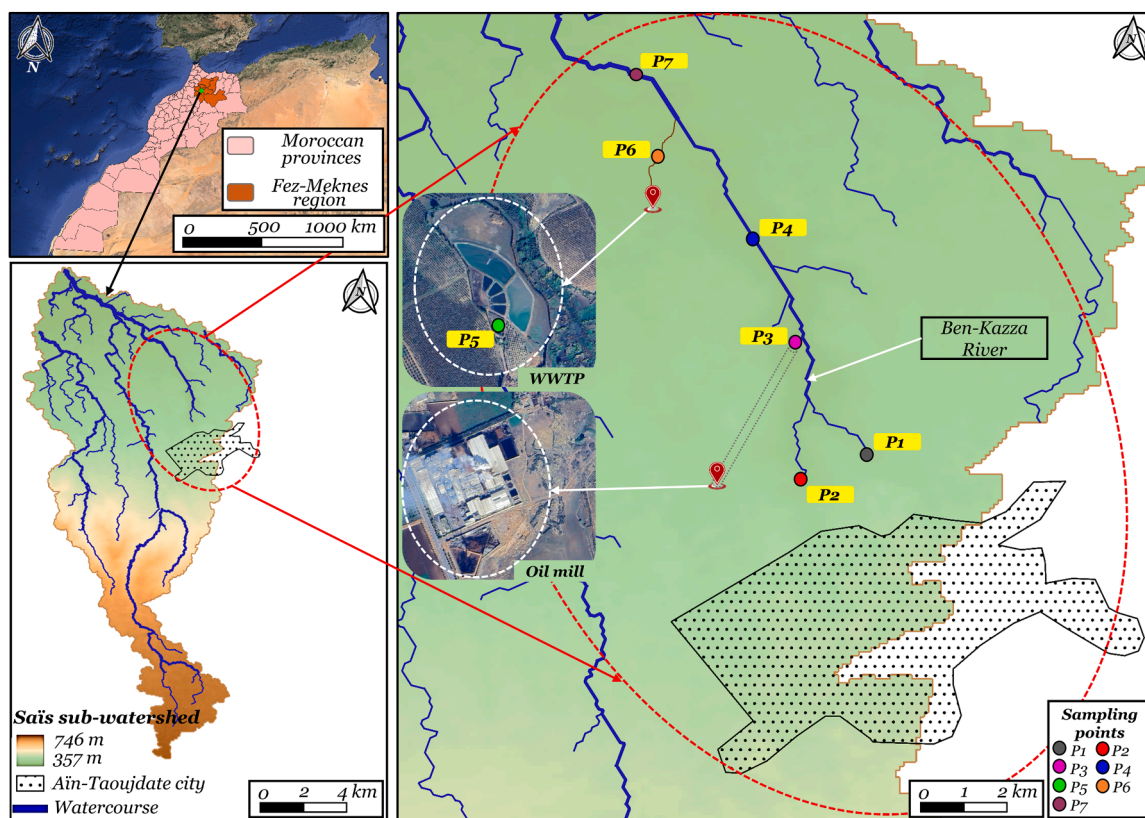 N
Moroccan
provinces
Fez-Meknes
region
0 500 1000 km
N
Saïs sub-watershed
746 m
357 m
Aïn-Taoujdate city
Watercourse
0 2 4 km
N
P7
P6
P4
P5
WWTP
P3
Ben-Kazza
River
P1
P2
Oil mill
0 1 2 km
Sampling
points
P1 P2
P3 P4
P5 P6
P7